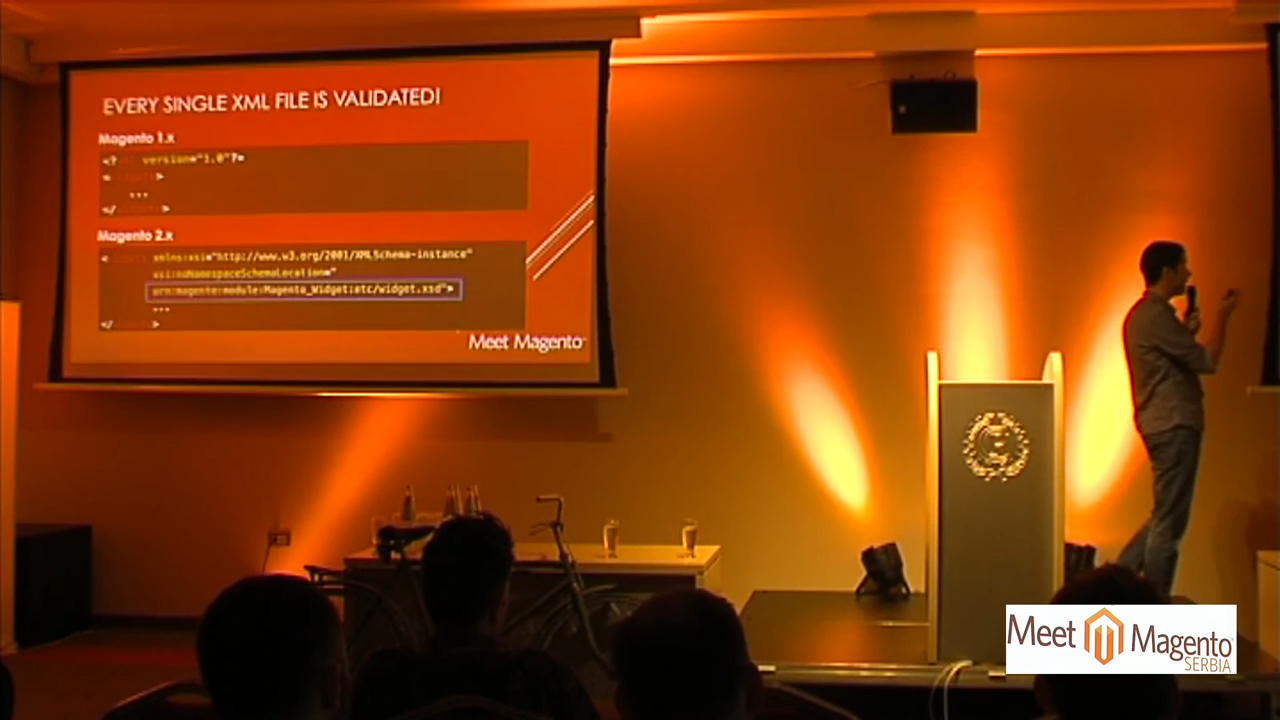 EVERY SINGLE XML FILE IS VALIDATED!
Magento 1.x
<? version="1.0"?>
< >
...
</ >
Magento 2.x
< xmlns:xsi="http://www.w3.org/2001/XMLSchema-instance"
xsi:noNamespaceSchemaLocation="
urn:magento:module:Magento_Widget:etc/widget.xsd">
...
</ >
Meet Magento
Meet Magento
SERBIA